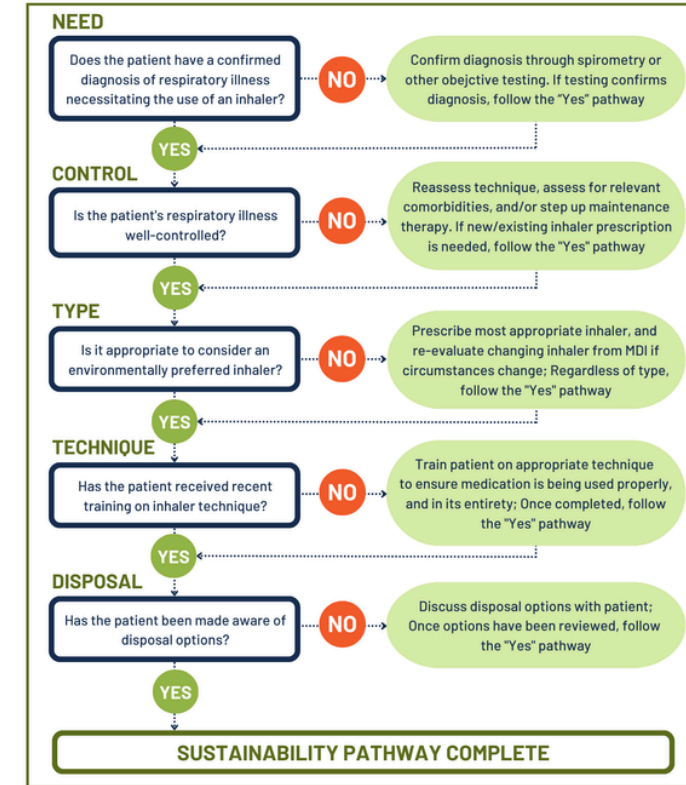 NEED
Does the patient have a confirmed
diagnosis of respiratory illness
necessitating the use of an inhaler?
NO
Confirm diagnosis through spirometry or
other obejctive testing. If testing confirms
diagnosis, follow the "Yes" pathway
YES
CONTROL
Is the patient's respiratory illness
well-controlled?
NO
Reassess technique, assess for relevant
comorbidities, and/or step up maintenance
therapy. If new/existing inhaler prescription
is needed, follow the "Yes" pathway
YES
TYPE
Is it appropriate to consider an
environmentally preferred inhaler?
NO
Prescribe most appropriate inhaler, and
re-evaluate changing inhaler from MDI if
circumstances change; Regardless of type,
follow the "Yes" pathway
YES
TECHNIQUE
Has the patient received recent
training on inhaler technique?
NO
Train patient on appropriate technique
to ensure medication is being used properly,
and in its entirety; Once completed, follow
the "Yes" pathway
YES
DISPOSAL
Has the patient been made aware of
disposal options?
NO
Discuss disposal options with patient;
Once options have been reviewed, follow
the "Yes" pathway
YES
SUSTAINABILITY PATHWAY COMPLETE